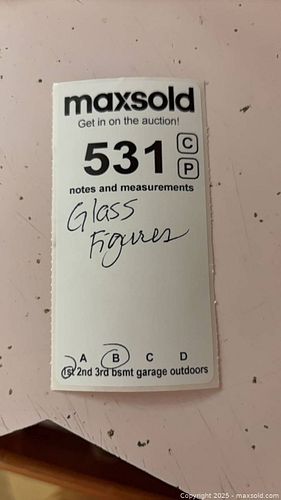 maxsold
Get in on the auction!
531 C
P
notes and measurements
Glass
Figures
A B C D
1st 2nd 3rd bsmt garage outdoors
Copyright 2025 - maxsold.com